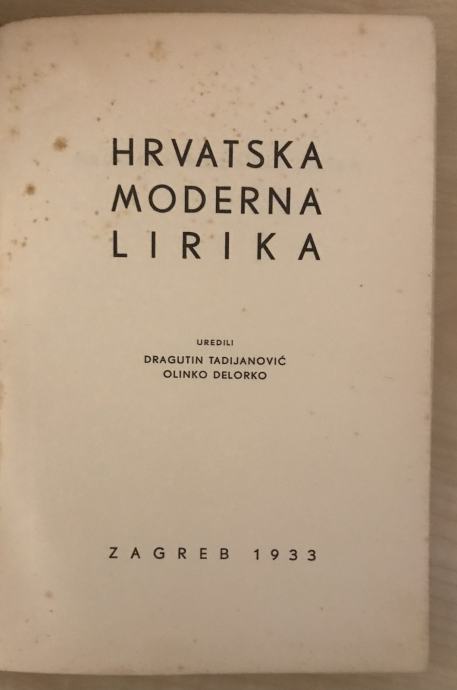 HRVATSKA
MODERNA
LIRIKA
UREDILI
DRAGUTIN TADIJANOVIĆ
OLINKO DELORKO
ZAGREB 1933